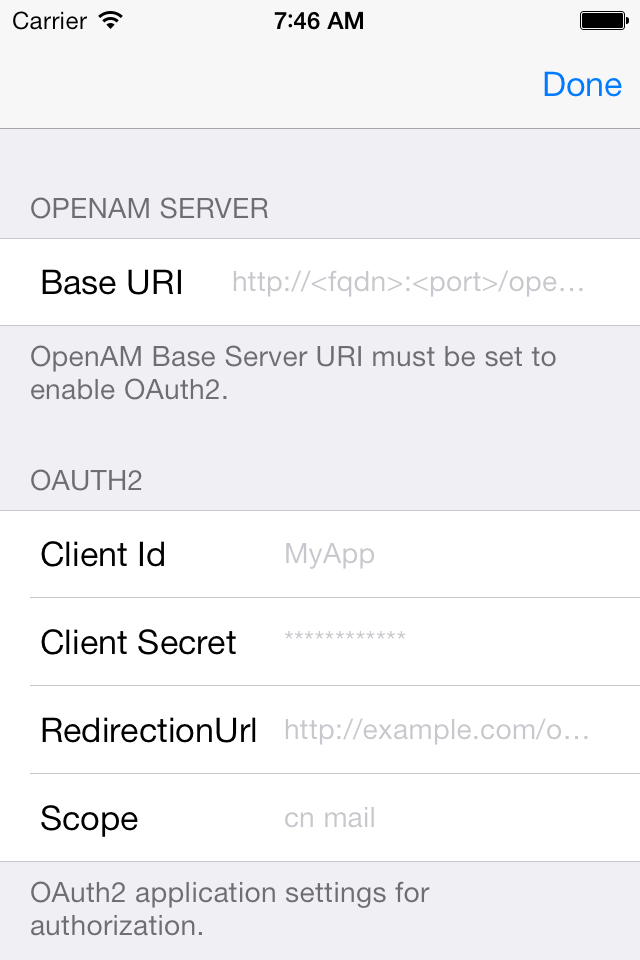 Carrier 7:46 AM
Done
OPENAM SERVER
Base URI http://<fqdn>:<port>/ope...
OpenAM Base Server URI must be set to
enable OAuth2.
OAUTH2
Client Id MyApp
Client Secret ************
RedirectionUrl http://example.com/o...
Scope cn mail
OAuth2 application settings for
authorization.